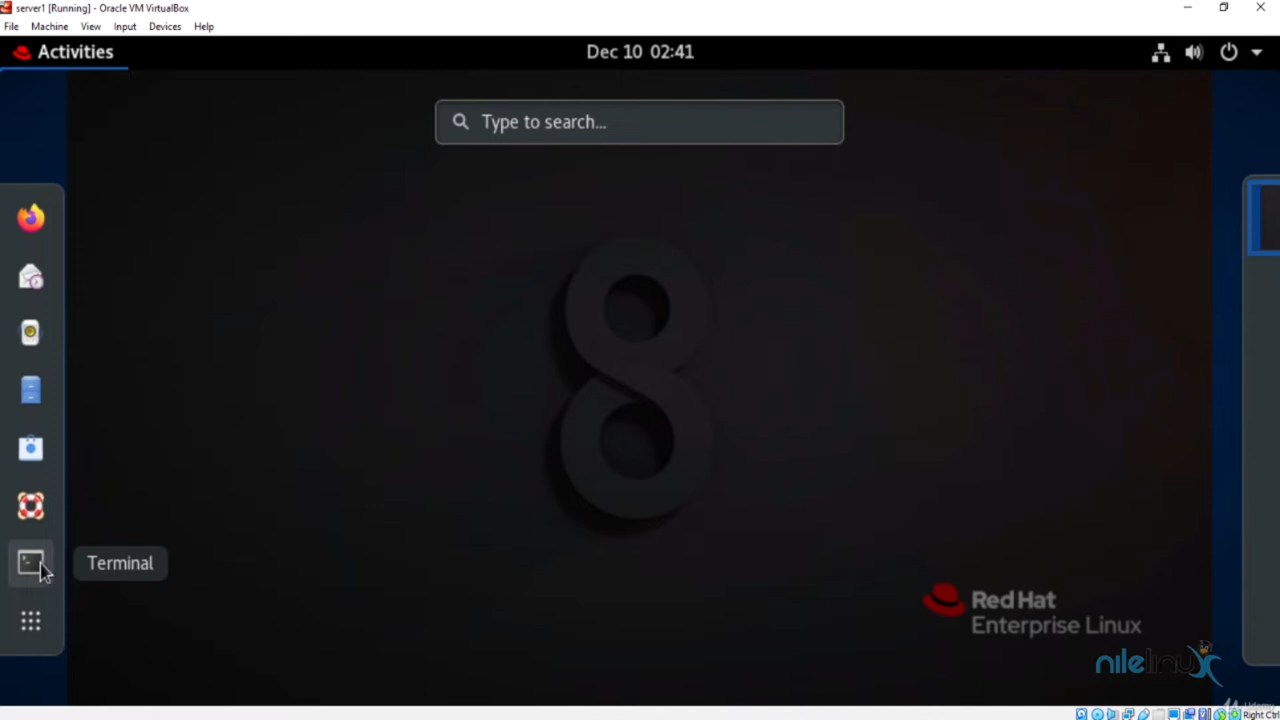 server1 [Running] - Oracle VM VirtualBox
File Machine View Input Devices Help
Activities
Dec 10 02:41
Type to search...
8
Terminal
Red Hat
Enterprise Linux
nilelinux
Right Ctrl